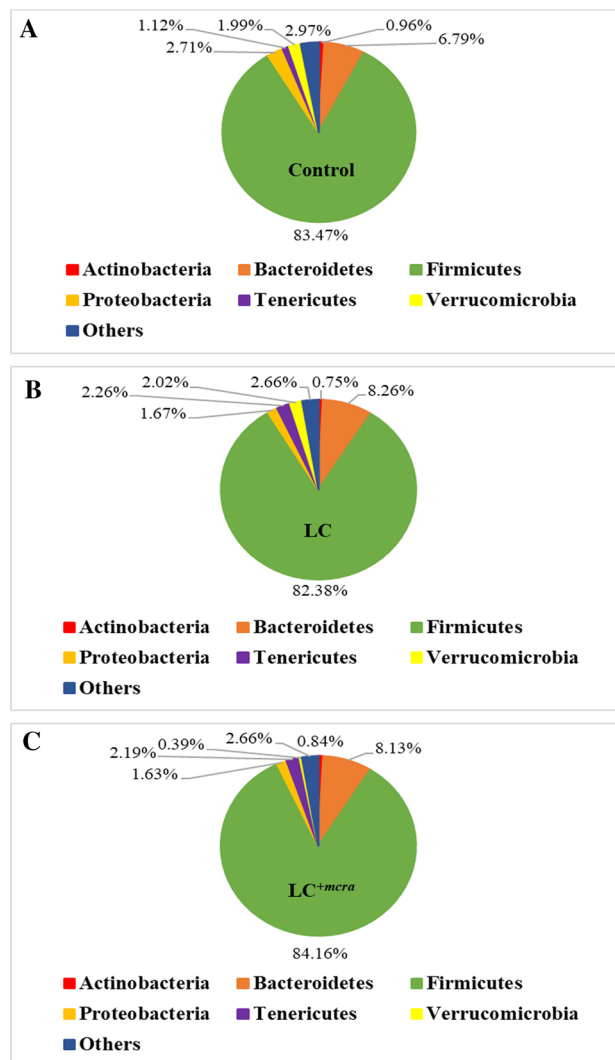 A
1.12%
1.99%
2.97%
0.96%
2.71%
6.79%
Control
83.47%
Actinobacteria Bacteroidetes Firmicutes
Proteobacteria Tenericutes Verrucomicrobia
Others
B
2.26%
2.02%
2.66%
0.75%
8.26%
1.67%
LC
82.38%
Actinobacteria Bacteroidetes Firmicutes
Proteobacteria Tenericutes Verrucomicrobia
Others
C
2.19%
0.39%
2.66%
0.84%
8.13%
1.63%
LC+mcra
84.16%
Actinobacteria Bacteroidetes Firmicutes
Proteobacteria Tenericutes Verrucomicrobia
Others